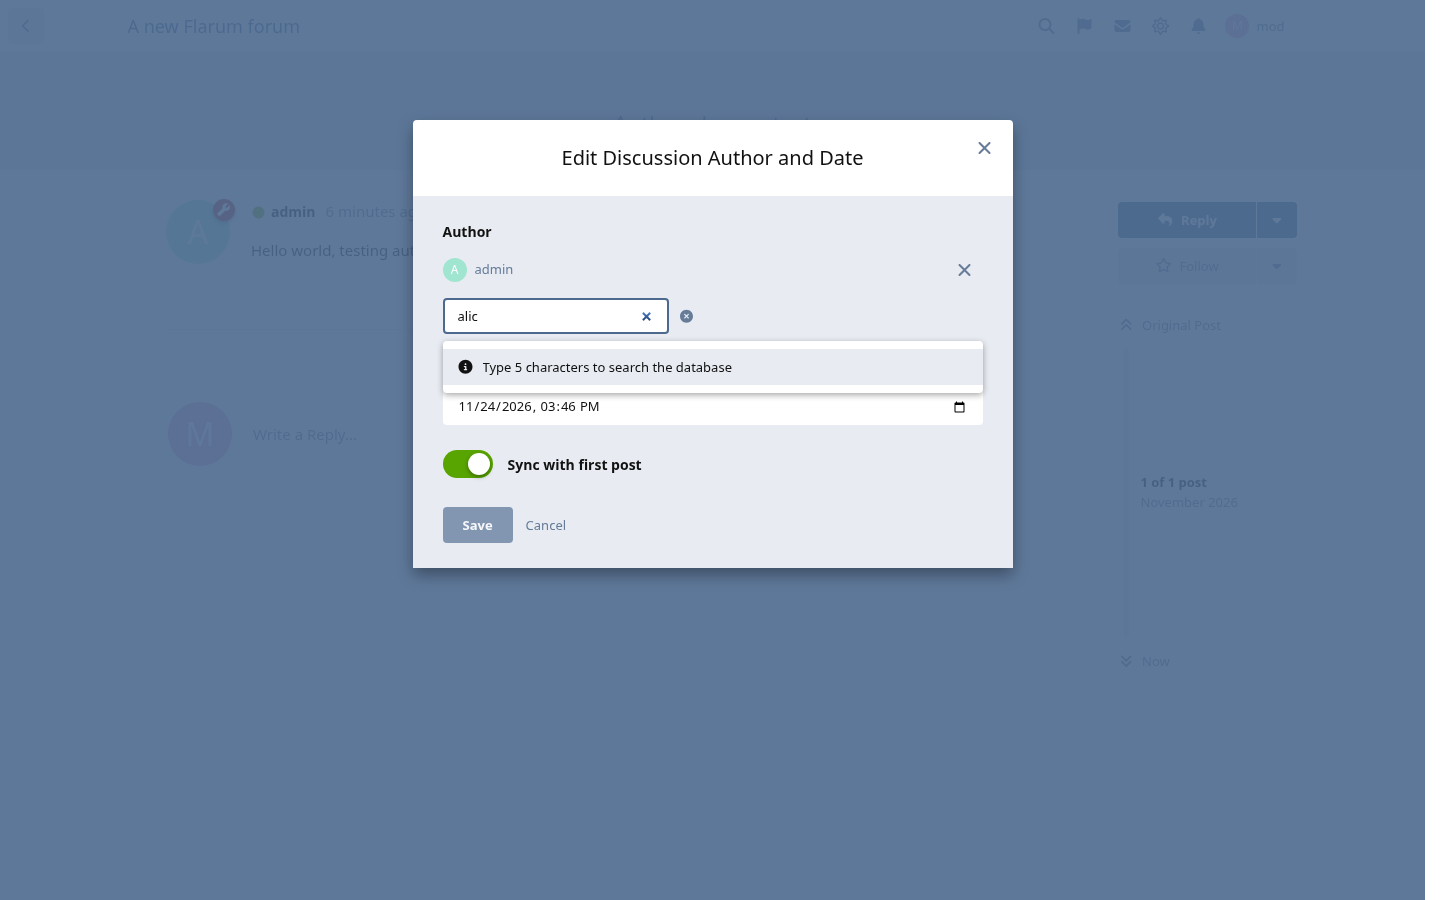 A new Flarum forum
mod
Edit Discussion Author and Date
A
admin
6 minutes
Reply
Author
Hello world, testing
A admin
Follow
alic
Original Post
Type 5 characters to search the database
11/24/2026, 03:46 PM
M
Write a Reply...
Sync with first post
1 of 1 post
November 2026
Save
Cancel
Now